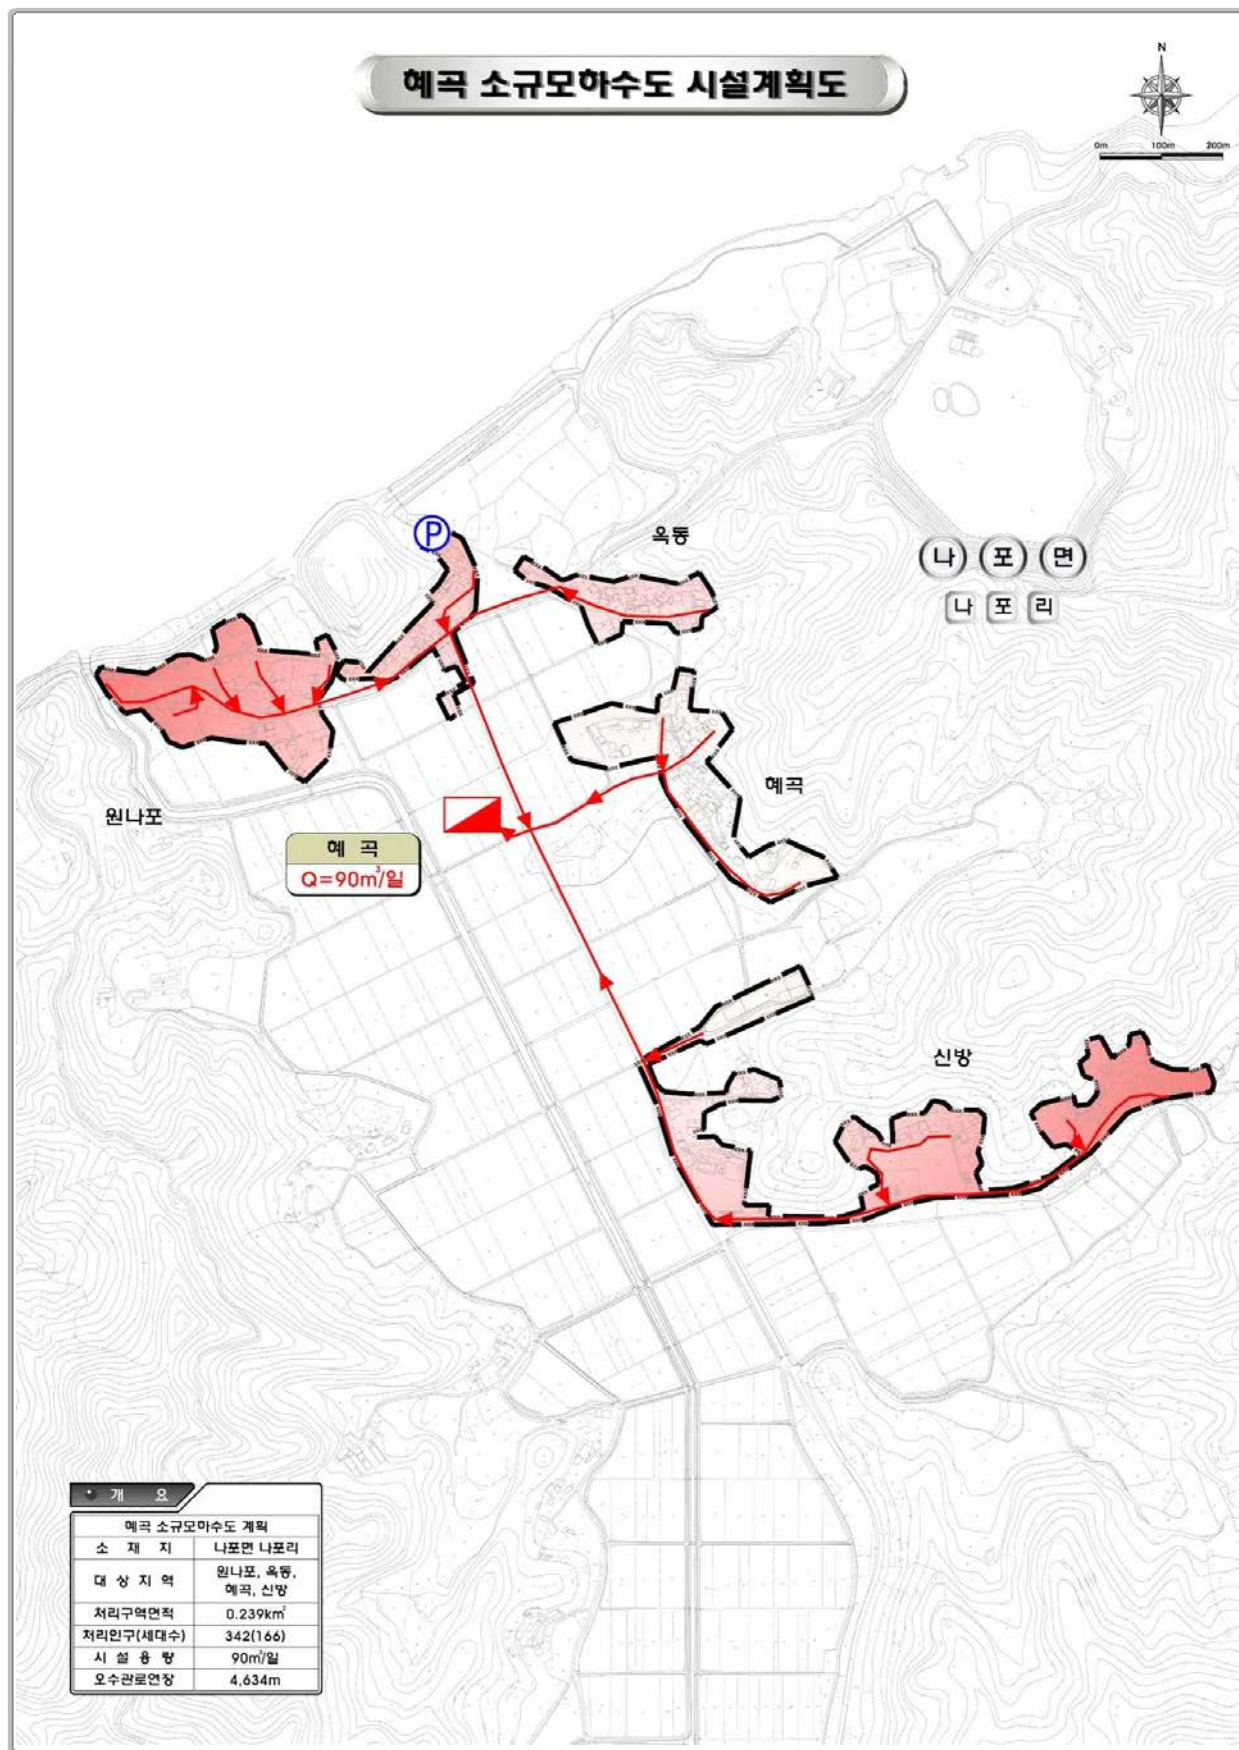 혜곡 소규모하수도 시설계획도
N
0m 100m 200m
P
옥동
나 포 면
나 포 리
혜곡
원나포
혜 곡
Q=90m³/일
신방
개 요
혜곡 소규모하수도 계획
소 재 지 나포면 나포리
대 상 지 역 원나포, 옥동,
혜곡, 신방
처리구역면적 0.239km²
처리인구(세대수) 342(166)
시 설 용 량 90m³/일
오수관로연장 4,634m